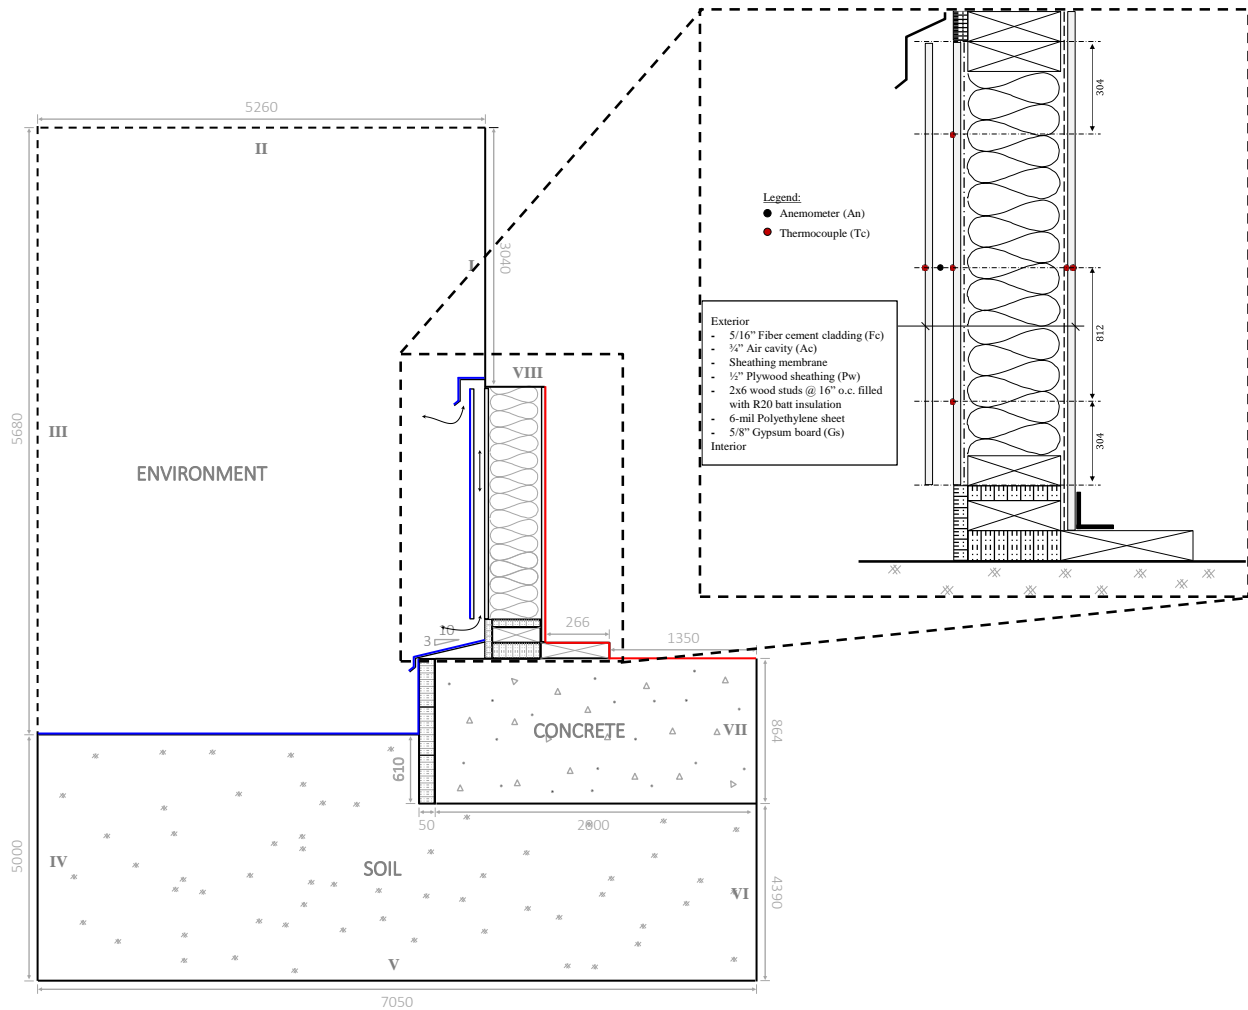 5260
II
304
3040
I
Legend:
Anemometer (An)
Thermocouple (Tc)
Exterior
- 5/16” Fiber cement cladding (Fc)
- ¾” Air cavity (Ac)
- Sheathing membrane
- ½” Plywood sheathing (Pw)
- 2x6 wood studs @ 16” o.c. filled
with R20 batt insulation
- 6-mil Polyethylene sheet
- 5/8” Gypsum board (Gs)
Interior
812
304
VIII
5680
III
ENVIRONMENT
10
3
266
1350
CONCRETE
VII
864
610
50
2000
5000
IV
SOIL
VI
4390
V
7050